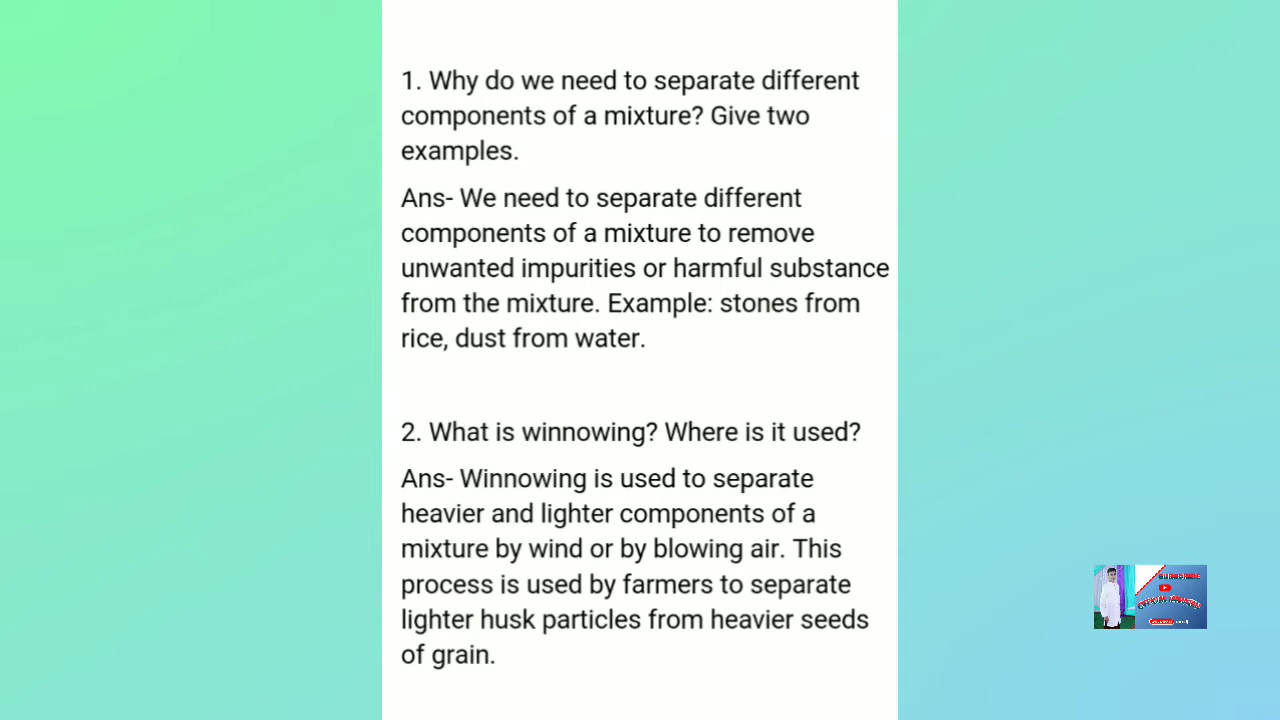 1. Why do we need to separate different
components of a mixture? Give two
examples.
Ans- We need to separate different
components of a mixture to remove
unwanted impurities or harmful substance
from the mixture. Example: stones from
rice, dust from water.
2. What is winnowing? Where is it used?
Ans- Winnowing is used to separate
heavier and lighter components of a
mixture by wind or by blowing air. This
process is used by farmers to separate
lighter husk particles from heavier seeds
of grain.